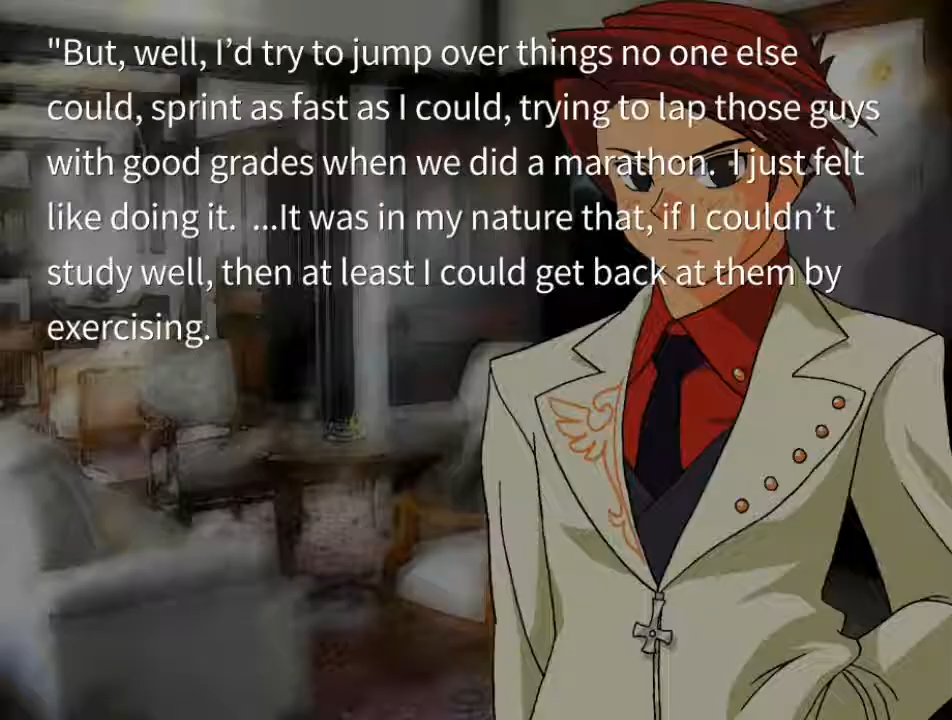 "But, well, I’d try to jump over things no one else
could, sprint as fast as I could, trying to lap those guys
with good grades when we did a marathon.  I just felt
like doing it.  ...It was in my nature that, if I couldn’t
study well, then at least I could get back at them by
exercising.